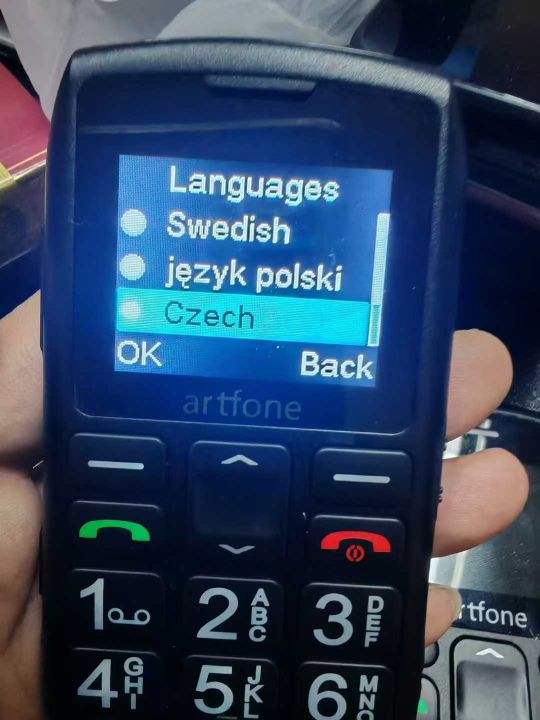 Languages
Swedish
język polski
Czech
OK Back
artfone
1 2 ABC 3 DEF
4 GHI 5 JKL 6 MNO
rtfone